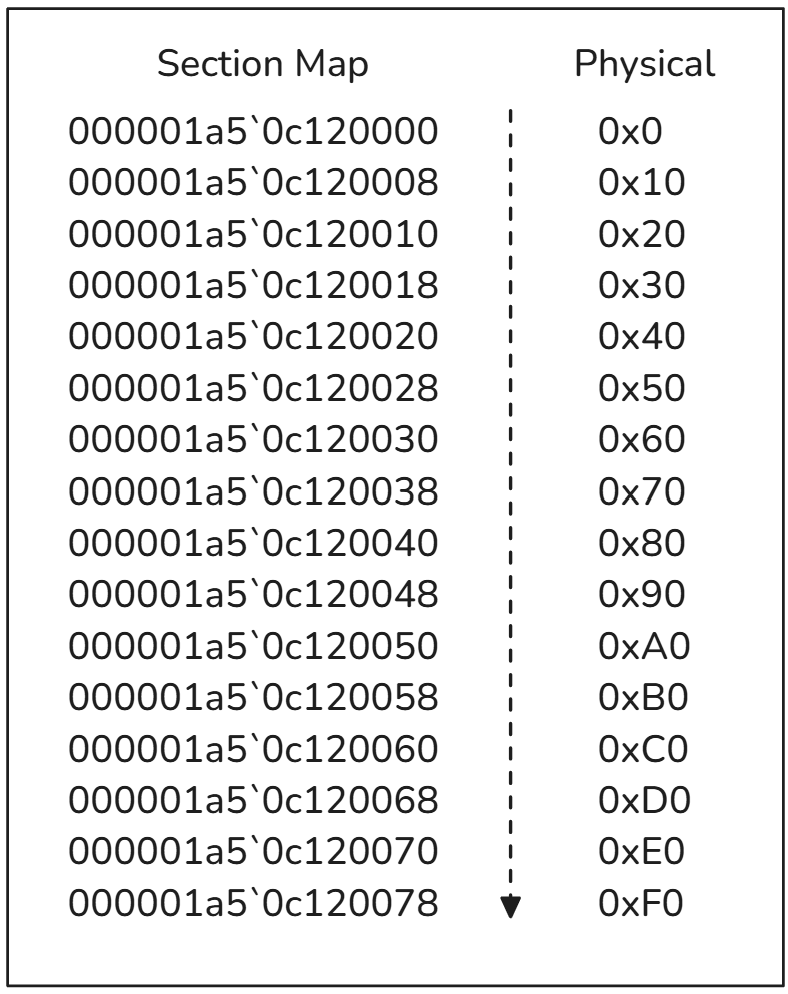 Section Map Physical
000001a5`0c120000 0x0
000001a5`0c120008 0x10
000001a5`0c120010 0x20
000001a5`0c120018 0x30
000001a5`0c120020 0x40
000001a5`0c120028 0x50
000001a5`0c120030 0x60
000001a5`0c120038 0x70
000001a5`0c120040 0x80
000001a5`0c120048 0x90
000001a5`0c120050 0xA0
000001a5`0c120058 0xB0
000001a5`0c120060 0xC0
000001a5`0c120068 0xD0
000001a5`0c120070 0xE0
000001a5`0c120078 0xF0